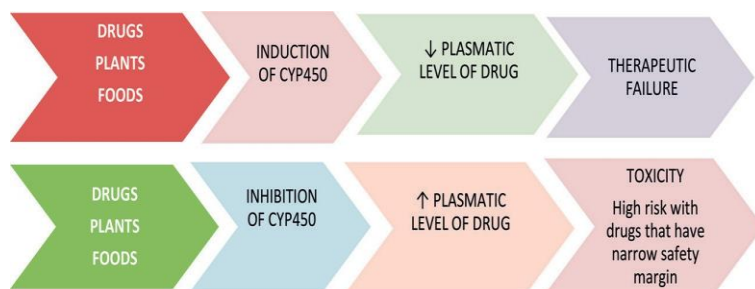 DRUGS
PLANTS
FOODS
INDUCTION
OF CYP450
↓ PLASMATIC
LEVEL OF DRUG
THERAPEUTIC
FAILURE
DRUGS
PLANTS
FOODS
INHIBITION
OF CYP450
↑ PLASMATIC
LEVEL OF DRUG
TOXICITY
High risk with
drugs that have
narrow safety
margin